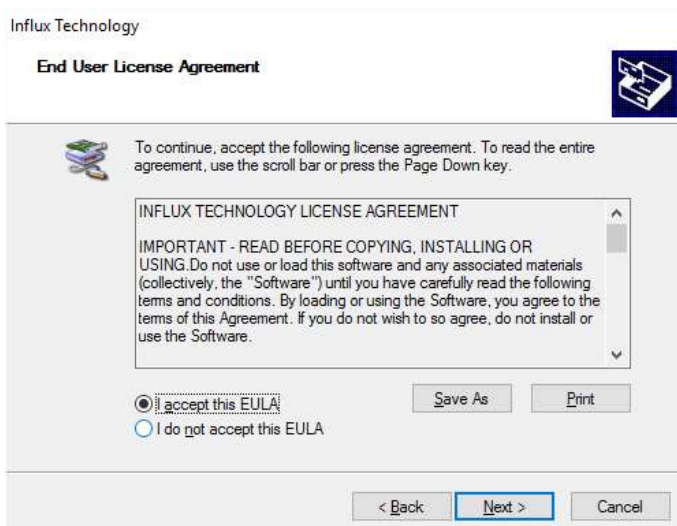 Influx Technology
End User License Agreement
To continue, accept the following license agreement. To read the entire
agreement, use the scroll bar or press the Page Down key.
INFLUX TECHNOLOGY LICENSE AGREEMENT
IMPORTANT - READ BEFORE COPYING, INSTALLING OR
USING.Do not use or load this software and any associated materials
(collectively, the "Software") until you have carefully read the following
terms and conditions. By loading or using the Software, you agree to the
terms of this Agreement. If you do not wish to so agree, do not install or
use the Software.
I accept this EULA
I do not accept this EULA
Save As
Print
< Back
Next >
Cancel